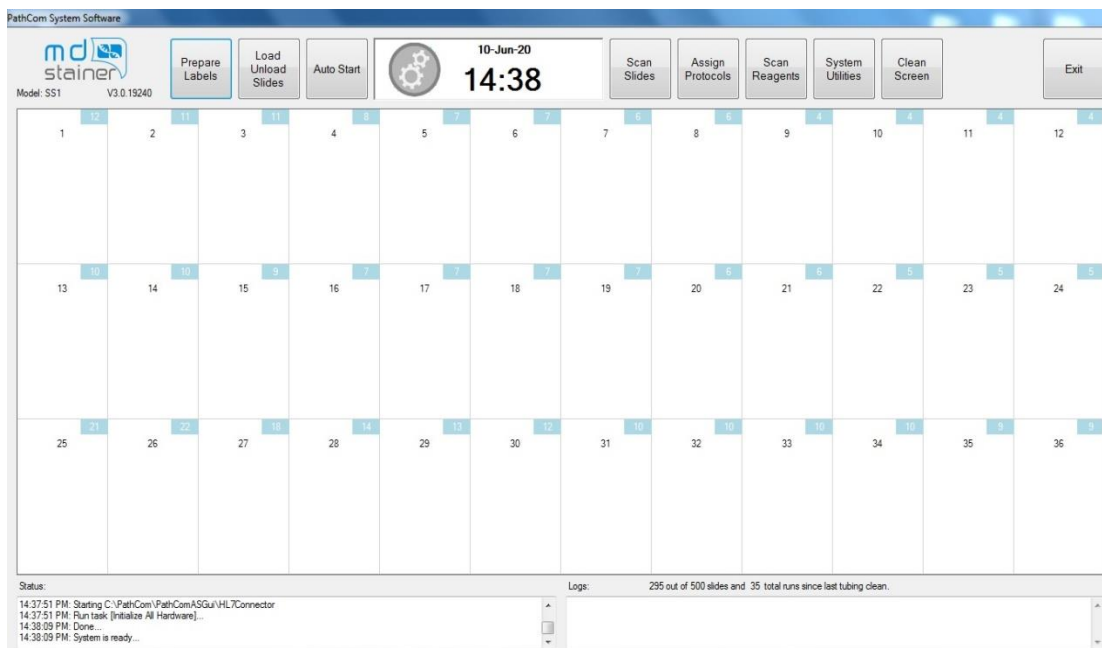 PathCom System Software
md
stainer
Model: SS1 V3.0.19240
Prepare
Labels
Load
Unload
Slides
Auto Start
10-Jun-20
14:38
Scan
Slides
Assign
Protocols
Scan
Reagents
System
Utilities
Clean
Screen
Exit
12 11 11 8 7 7 6 6 4 4 4 4
1 2 3 4 5 6 7 8 9 10 11 12
10 10 9 7 7 7 7 6 6 5 5 5
13 14 15 16 17 18 19 20 21 22 23 24
21 22 18 14 13 12 10 10 10 10 9 9
25 26 27 28 29 30 31 32 33 34 35 36
Status:
14:37:51 PM: Starting C:\PathCom\PathComASGui\HL7Connector
14:37:51 PM: Run task [Initialize All Hardware]...
14:38:09 PM: Done...
14:38:09 PM: System is ready...
Logs: 295 out of 500 slides and 35 total runs since last tubing clean.